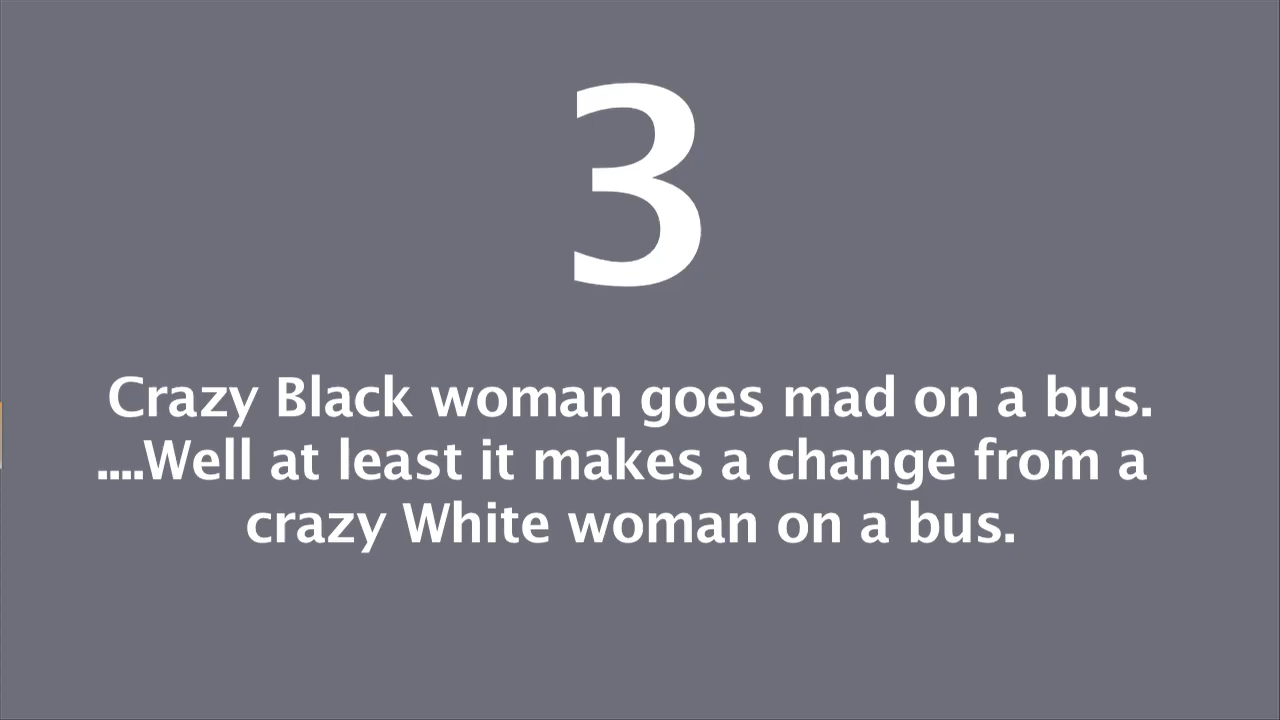 3
Crazy Black woman goes mad on a bus.
....Well at least it makes a change from a
crazy White woman on a bus.